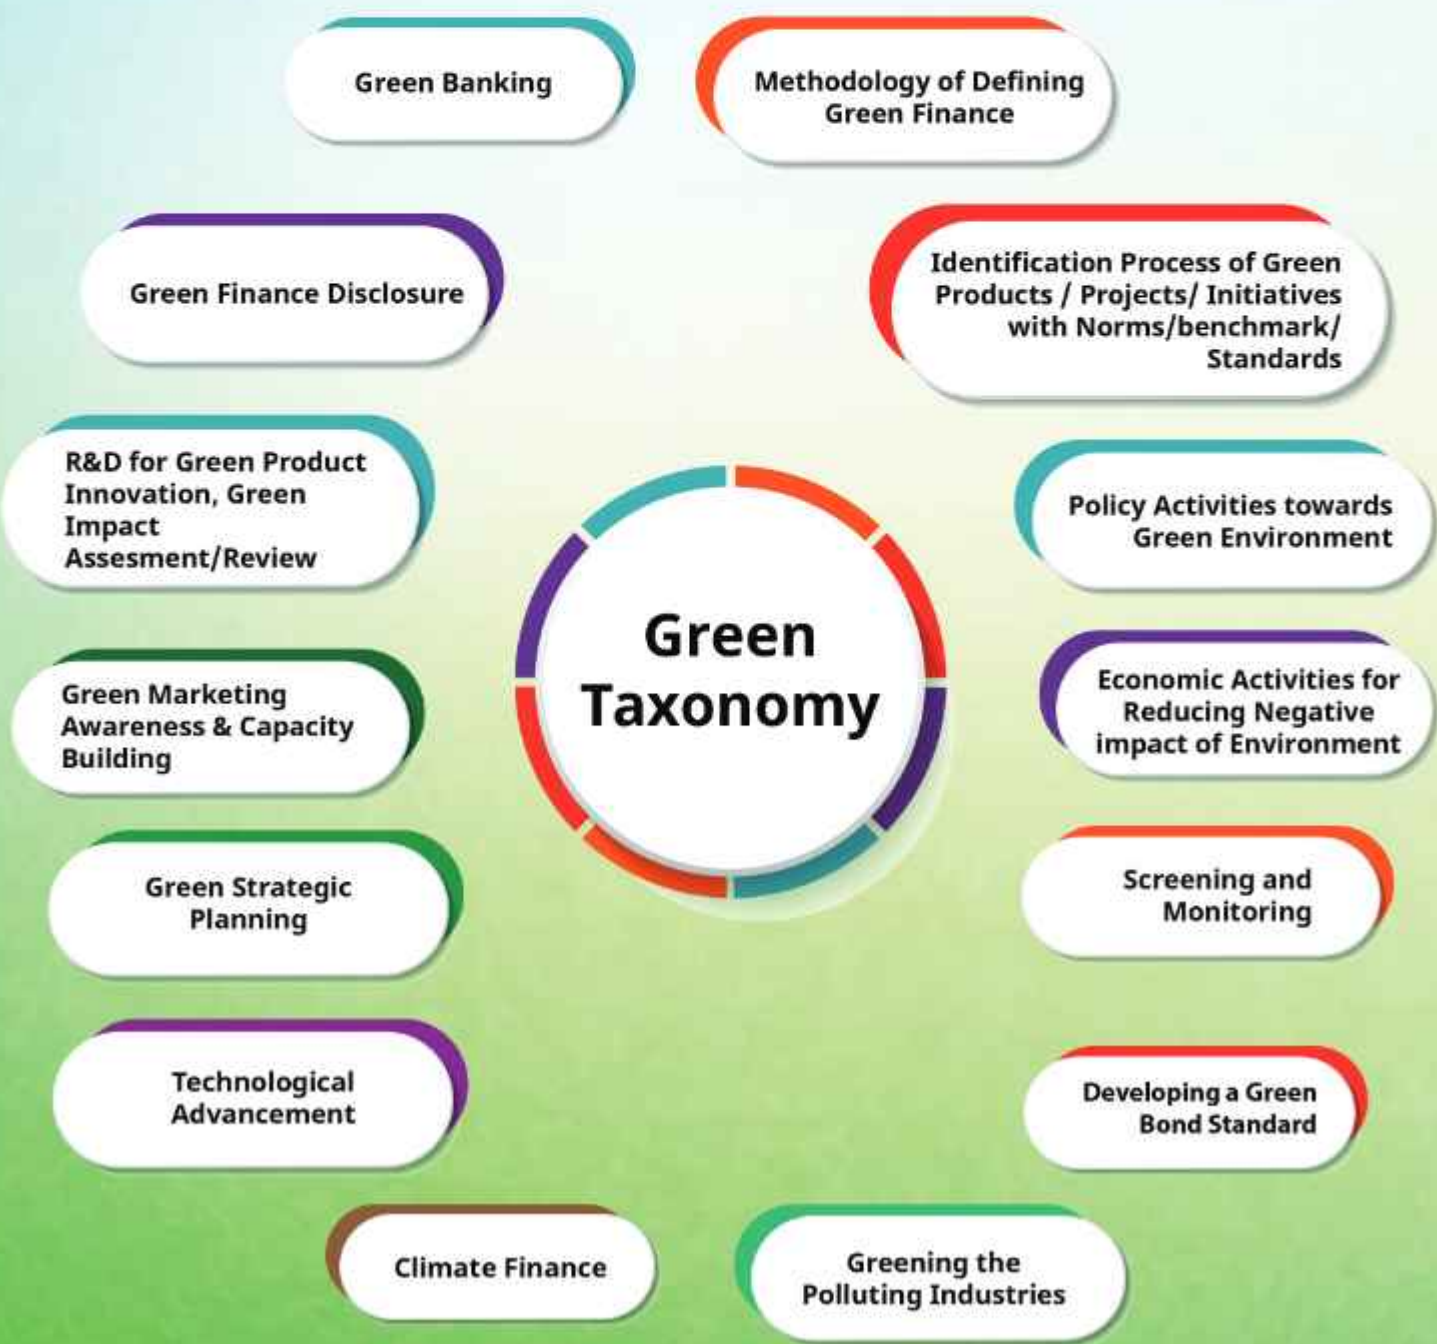 Green Banking
Methodology of Defining
Green Finance
Green Finance Disclosure
Identification Process of Green
Products / Projects/ Initiatives
with Norms/benchmark/
Standards
R&D for Green Product
Innovation, Green
Impact
Assesment/Review
Policy Activities towards
Green Environment
Green
Taxonomy
Green Marketing
Awareness & Capacity
Building
Economic Activities for
Reducing Negative
impact of Environment
Green Strategic
Planning
Screening and
Monitoring
Technological
Advancement
Developing a Green
Bond Standard
Climate Finance
Greening the
Polluting Industries